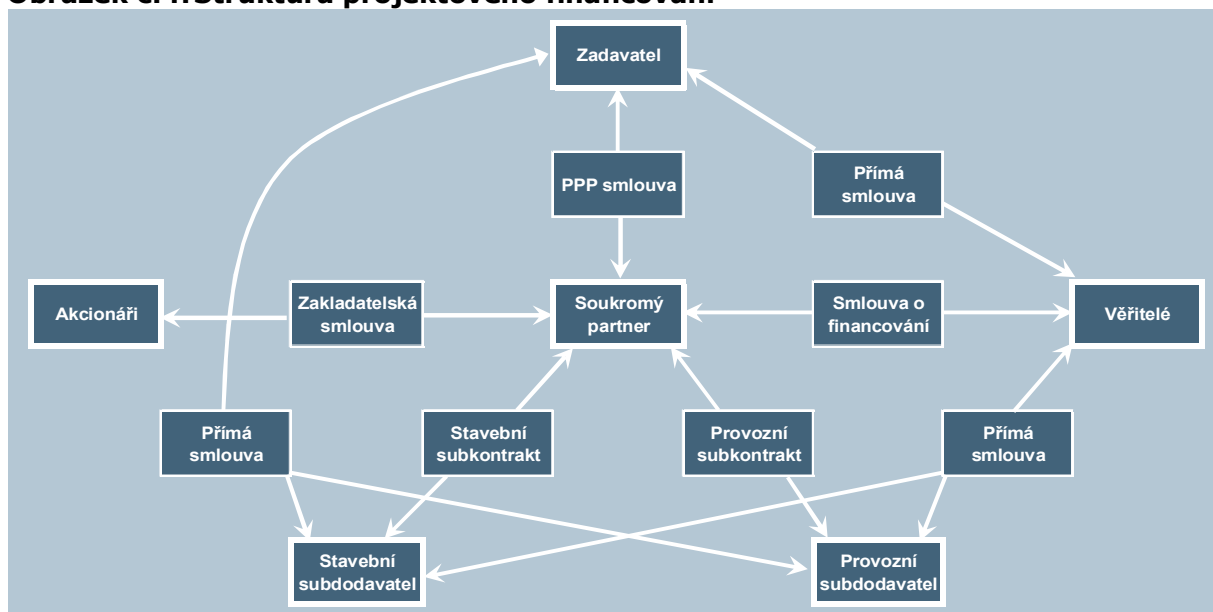 Zadavatel
PPP smlouva
Přímá
smlouva
Akcionáři
Zakladatelská
smlouva
Soukromý
partner
Smlouva o
financování
Věřitelé
Přímá
smlouva
Stavební
subkontrakt
Provozní
subkontrakt
Přímá
smlouva
Stavební
subdodavatel
Provozní
subdodavatel